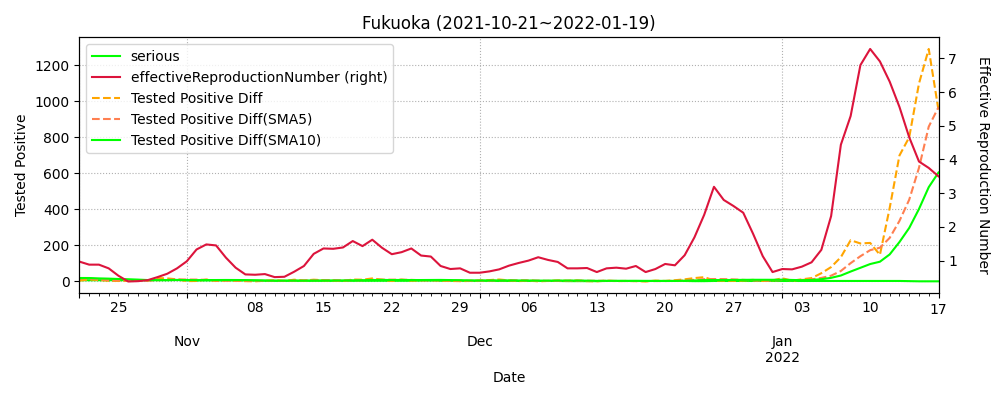 Fukuoka (2021-10-21~2022-01-19)
serious
effectiveReproductionNumber (right)
Tested Positive Diff
Tested Positive Diff(SMA5)
Tested Positive Diff(SMA10)
Tested Positive
1200
1000
800
600
400
200
0
7
6
5
4
3
2
1
Effective Reproduction Number
25 08 15 22 29 06 13 20 27 03 10 17
Nov Dec Jan
2022
Date